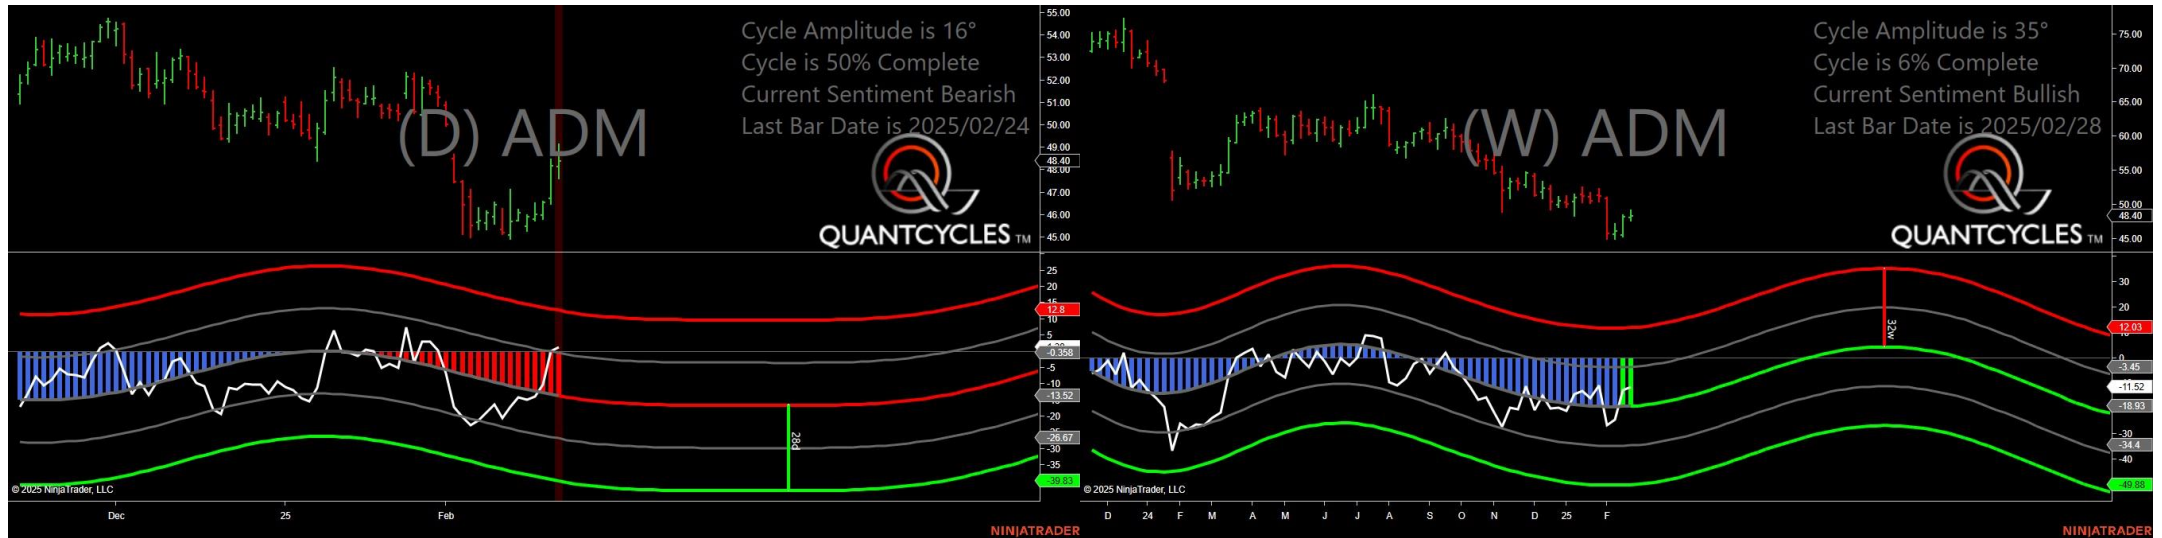 Cycle Amplitude is 16°
Cycle is 50% Complete
Current Sentiment Bearish
Last Bar Date is 2025/02/24
(D) ADM
QUANTCYCLES TM
55.00
54.00
53.00
52.00
51.00
50.00
49.00
48.40
48.00
47.00
46.00
45.00
25
20
15
12.8
10
5
-0.358
-5
-10
-13.52
-20
-26.67
-30
-35
-39.83
28d
© 2025 NinjaTrader, LLC
Dec
25
Feb
NINJATRADER
Cycle Amplitude is 35°
Cycle is 6% Complete
Current Sentiment Bullish
Last Bar Date is 2025/02/28
(W) ADM
QUANTCYCLES TM
75.00
70.00
65.00
60.00
55.00
50.00
48.40
45.00
30
20
12.03
0
-3.45
-11.52
-18.93
-30
-34.4
-40
-49.88
32w
© 2025 NinjaTrader, LLC
D 24 F M A M J J A S O N D 25 F
NINJATRADER